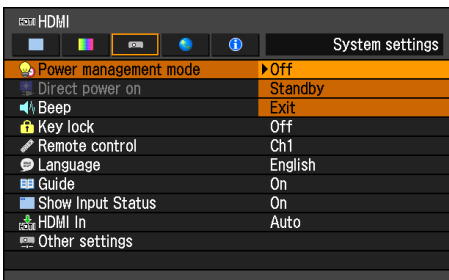 HDMI
System settings
Power management mode Off
Direct power on Standby
Beep Exit
Key lock Off
Remote control Ch1
Language English
Guide On
Show Input Status On
HDMI In Auto
Other settings